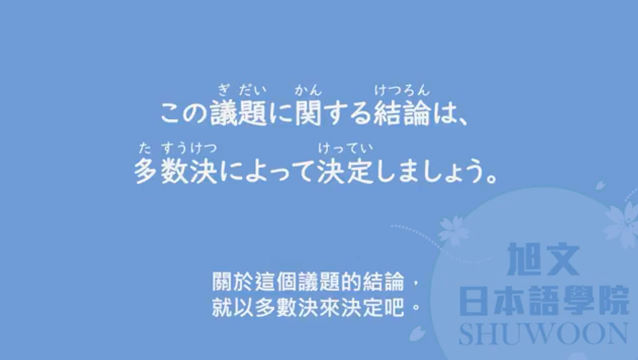 ぎ だい かん けつろん
この議題に関する結論は、
た すうけつ けってい
多数決によって決定しましょう。
關於這個議題的結論，
就以多數決來決定吧。
旭文
日本語學院
SHUWOON